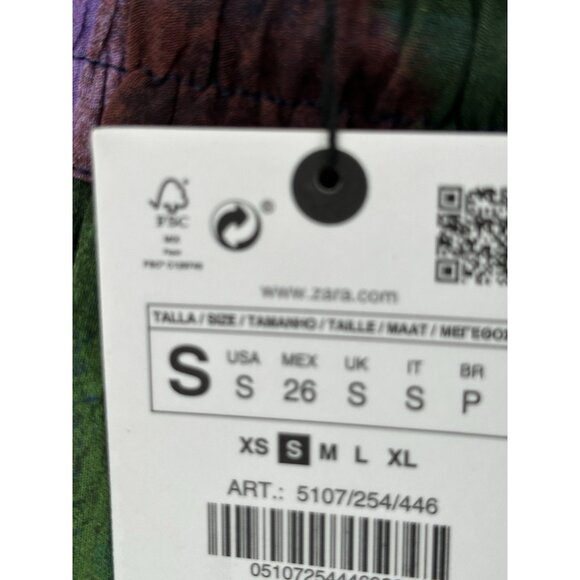 FSC
www.zara.com
TALLA / SIZE / TAMANHO / TAILLE / MAAT / ΜΕΓΕΘΟΣ
S
USA MEX UK IT BR
S 26 S S P
XS S M L XL
ART.: 5107/254/446